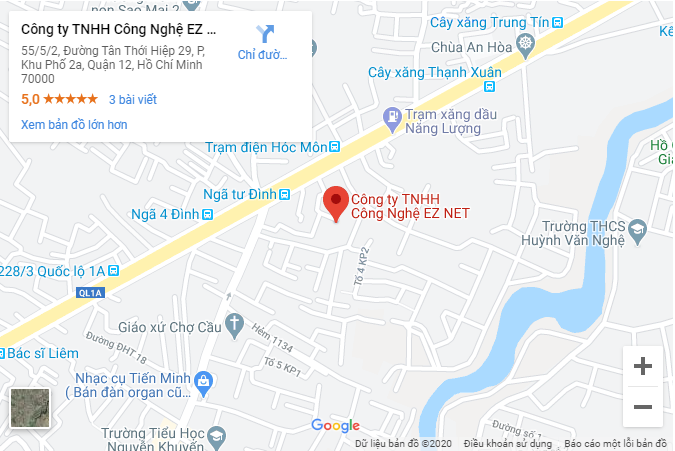 non Sao Mai 2
Công ty TNHH Công Nghệ EZ ...
55/5/2, Đường Tân Thới Hiệp 29, P,
Khu Phố 2a, Quận 12, Hồ Chí Minh
70000
5,0 ★★★★★ 3 bài viết
Xem bản đồ lớn hơn
Chỉ đườ...
Cây xăng Trung Tín
Chùa An Hòa
Cây xăng Thạnh Xuân
Trạm xăng dầu
Năng Lượng
Trạm điện Hóc Môn
Hồ
Ngã tư Đình
Công ty TNHH
Công Nghệ EZ NET
Ngã 4 Đình
Trường THCS
Huỳnh Văn Nghệ
Tổ 4 KP2
228/3 Quốc lộ 1A
QL1A
Giáo xứ Chợ Cầu
Hẻm 1134
Đường ĐHT 18
Bác sĩ Liêm
Tổ 5 KP1
Nhạc cụ Tiến Minh
( Bán đàn organ cũ...
Trường Tiểu Học
Nguyễn Khuyến
Google
Đường số 1
Dữ liệu bản đồ ©2020 Điều khoản sử dụng Báo cáo một lỗi bản đồ